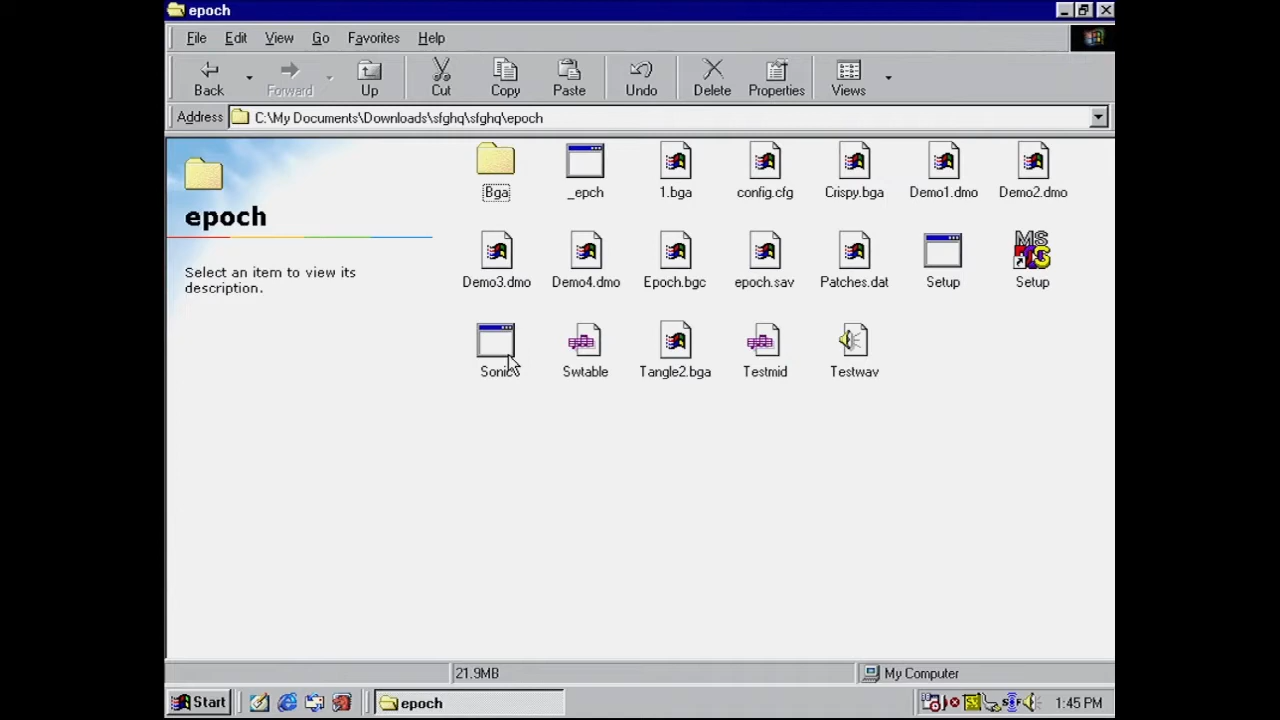 epoch
File Edit View Go Favorites Help
Back Forward Up Cut Copy Paste Undo Delete Properties Views
Address C:\My Documents\Downloads\sfghq\sfghq\epoch
epoch
Select an item to view its
description.
Bga _epch 1.bga config.cfg Crispy.bga Demo1.dmo Demo2.dmo
Demo3.dmo Demo4.dmo Epoch.bgc epoch.sav Patches.dat Setup Setup
Sonic Swtable Tangle2.bga Testmid Testwav
21.9MB My Computer
Start epoch 1:45 PM